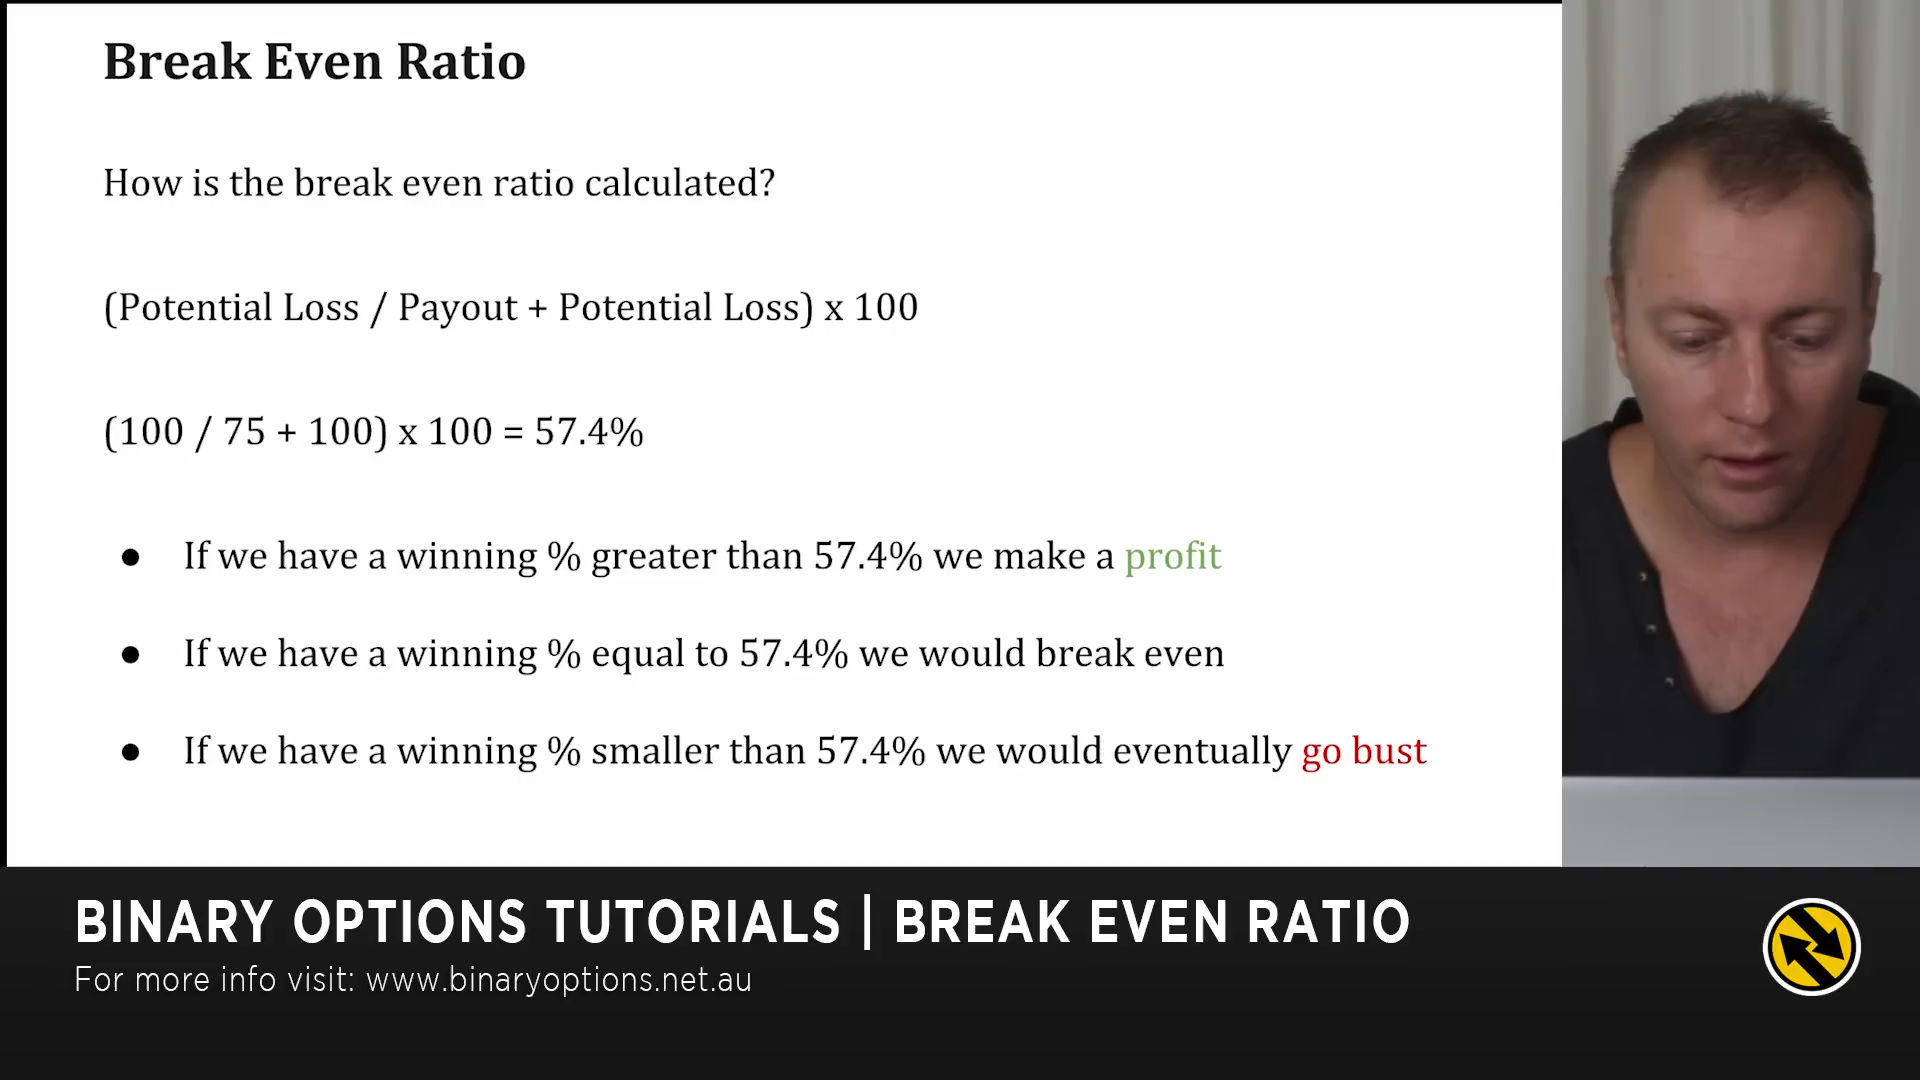 Break Even Ratio
How is the break even ratio calculated?
(Potential Loss / Payout + Potential Loss) x 100
(100 / 75 + 100) x 100 = 57.4%
● If we have a winning % greater than 57.4% we make a profit
● If we have a winning % equal to 57.4% we would break even
● If we have a winning % smaller than 57.4% we would eventually go bust
BINARY OPTIONS TUTORIALS | BREAK EVEN RATIO
For more info visit: www.binaryoptions.net.au